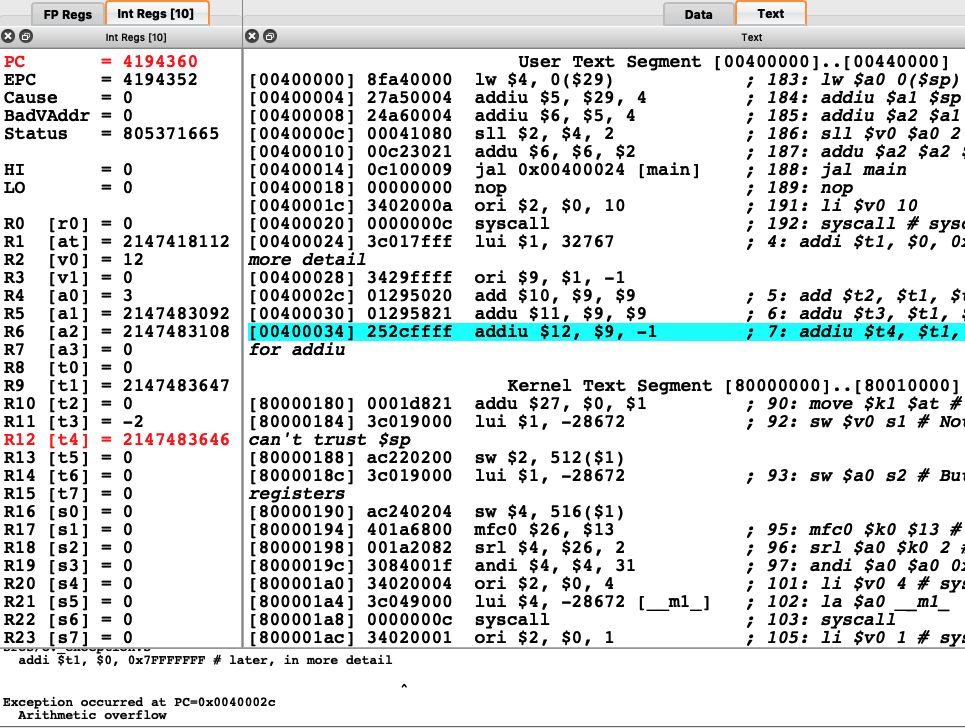 FP Regs Int Regs [10] Data Text
Int Regs [10] Text
PC = 4194360
EPC = 4194352
Cause = 0
BadVAddr = 0
Status = 805371665
HI = 0
LO = 0
R0 [r0] = 0
R1 [at] = 2147418112
R2 [v0] = 12
R3 [v1] = 0
R4 [a0] = 3
R5 [a1] = 2147483092
R6 [a2] = 2147483108
R7 [a3] = 0
R8 [t0] = 0
R9 [t1] = 2147483647
R10 [t2] = 0
R11 [t3] = -2
R12 [t4] = 2147483646
R13 [t5] = 0
R14 [t6] = 0
R15 [t7] = 0
R16 [s0] = 0
R17 [s1] = 0
R18 [s2] = 0
R19 [s3] = 0
R20 [s4] = 0
R21 [s5] = 0
R22 [s6] = 0
R23 [s7] = 0
User Text Segment [00400000]..[00440000]
[00400000] 8fa40000 lw $4, 0($29) ; 183: lw $a0 0($sp)
[00400004] 27a50004 addiu $5, $29, 4 ; 184: addiu $a1 $sp
[00400008] 24a60004 addiu $6, $5, 4 ; 185: addiu $a2 $a1
[0040000c] 00041080 sll $2, $4, 2 ; 186: sll $v0 $a0 2
[00400010] 00c23021 addu $6, $6, $2 ; 187: addu $a2 $a2 $
[00400014] 0c100009 jal 0x00400024 [main] ; 188: jal main
[00400018] 00000000 nop ; 189: nop
[0040001c] 3402000a ori $2, $0, 10 ; 191: li $v0 10
[00400020] 0000000c syscall ; 192: syscall # sysc
[00400024] 3c017fff lui $1, 32767 ; 4: addi $t1, $0, 0x
more detail
[00400028] 3429ffff ori $9, $1, -1
[0040002c] 01295020 add $10, $9, $9 ; 5: add $t2, $t1, $t
[00400030] 01295821 addu $11, $9, $9 ; 6: addu $t3, $t1, $
[00400034] 252cffff addiu $12, $9, -1 ; 7: addiu $t4, $t1,
for addiu
Kernel Text Segment [80000000]..[80010000]
[80000180] 0001d821 addu $27, $0, $1 ; 90: move $k1 $at #
[80000184] 3c019000 lui $1, -28672 ; 92: sw $v0 s1 # Not
can't trust $sp
[80000188] ac220200 sw $2, 512($1)
[8000018c] 3c019000 lui $1, -28672 ; 93: sw $a0 s2 # But
registers
[80000190] ac240204 sw $4, 516($1)
[80000194] 401a6800 mfc0 $26, $13 ; 95: mfc0 $k0 $13 #
[80000198] 001a2082 srl $4, $26, 2 ; 96: srl $a0 $k0 2 #
[8000019c] 3084001f andi $4, $4, 31 ; 97: andi $a0 $a0 0x
[800001a0] 34020004 ori $2, $0, 4 ; 101: li $v0 4 # sys
[800001a4] 3c049000 lui $4, -28672 [__m1_] ; 102: la $a0 __m1_
[800001a8] 0000000c syscall ; 103: syscall
[800001ac] 34020001 ori $2, $0, 1 ; 105: li $v0 1 # sys
addi $t1, $0, 0x7FFFFFFF # later, in more detail
^
Exception occurred at PC=0x0040002c
Arithmetic overflow